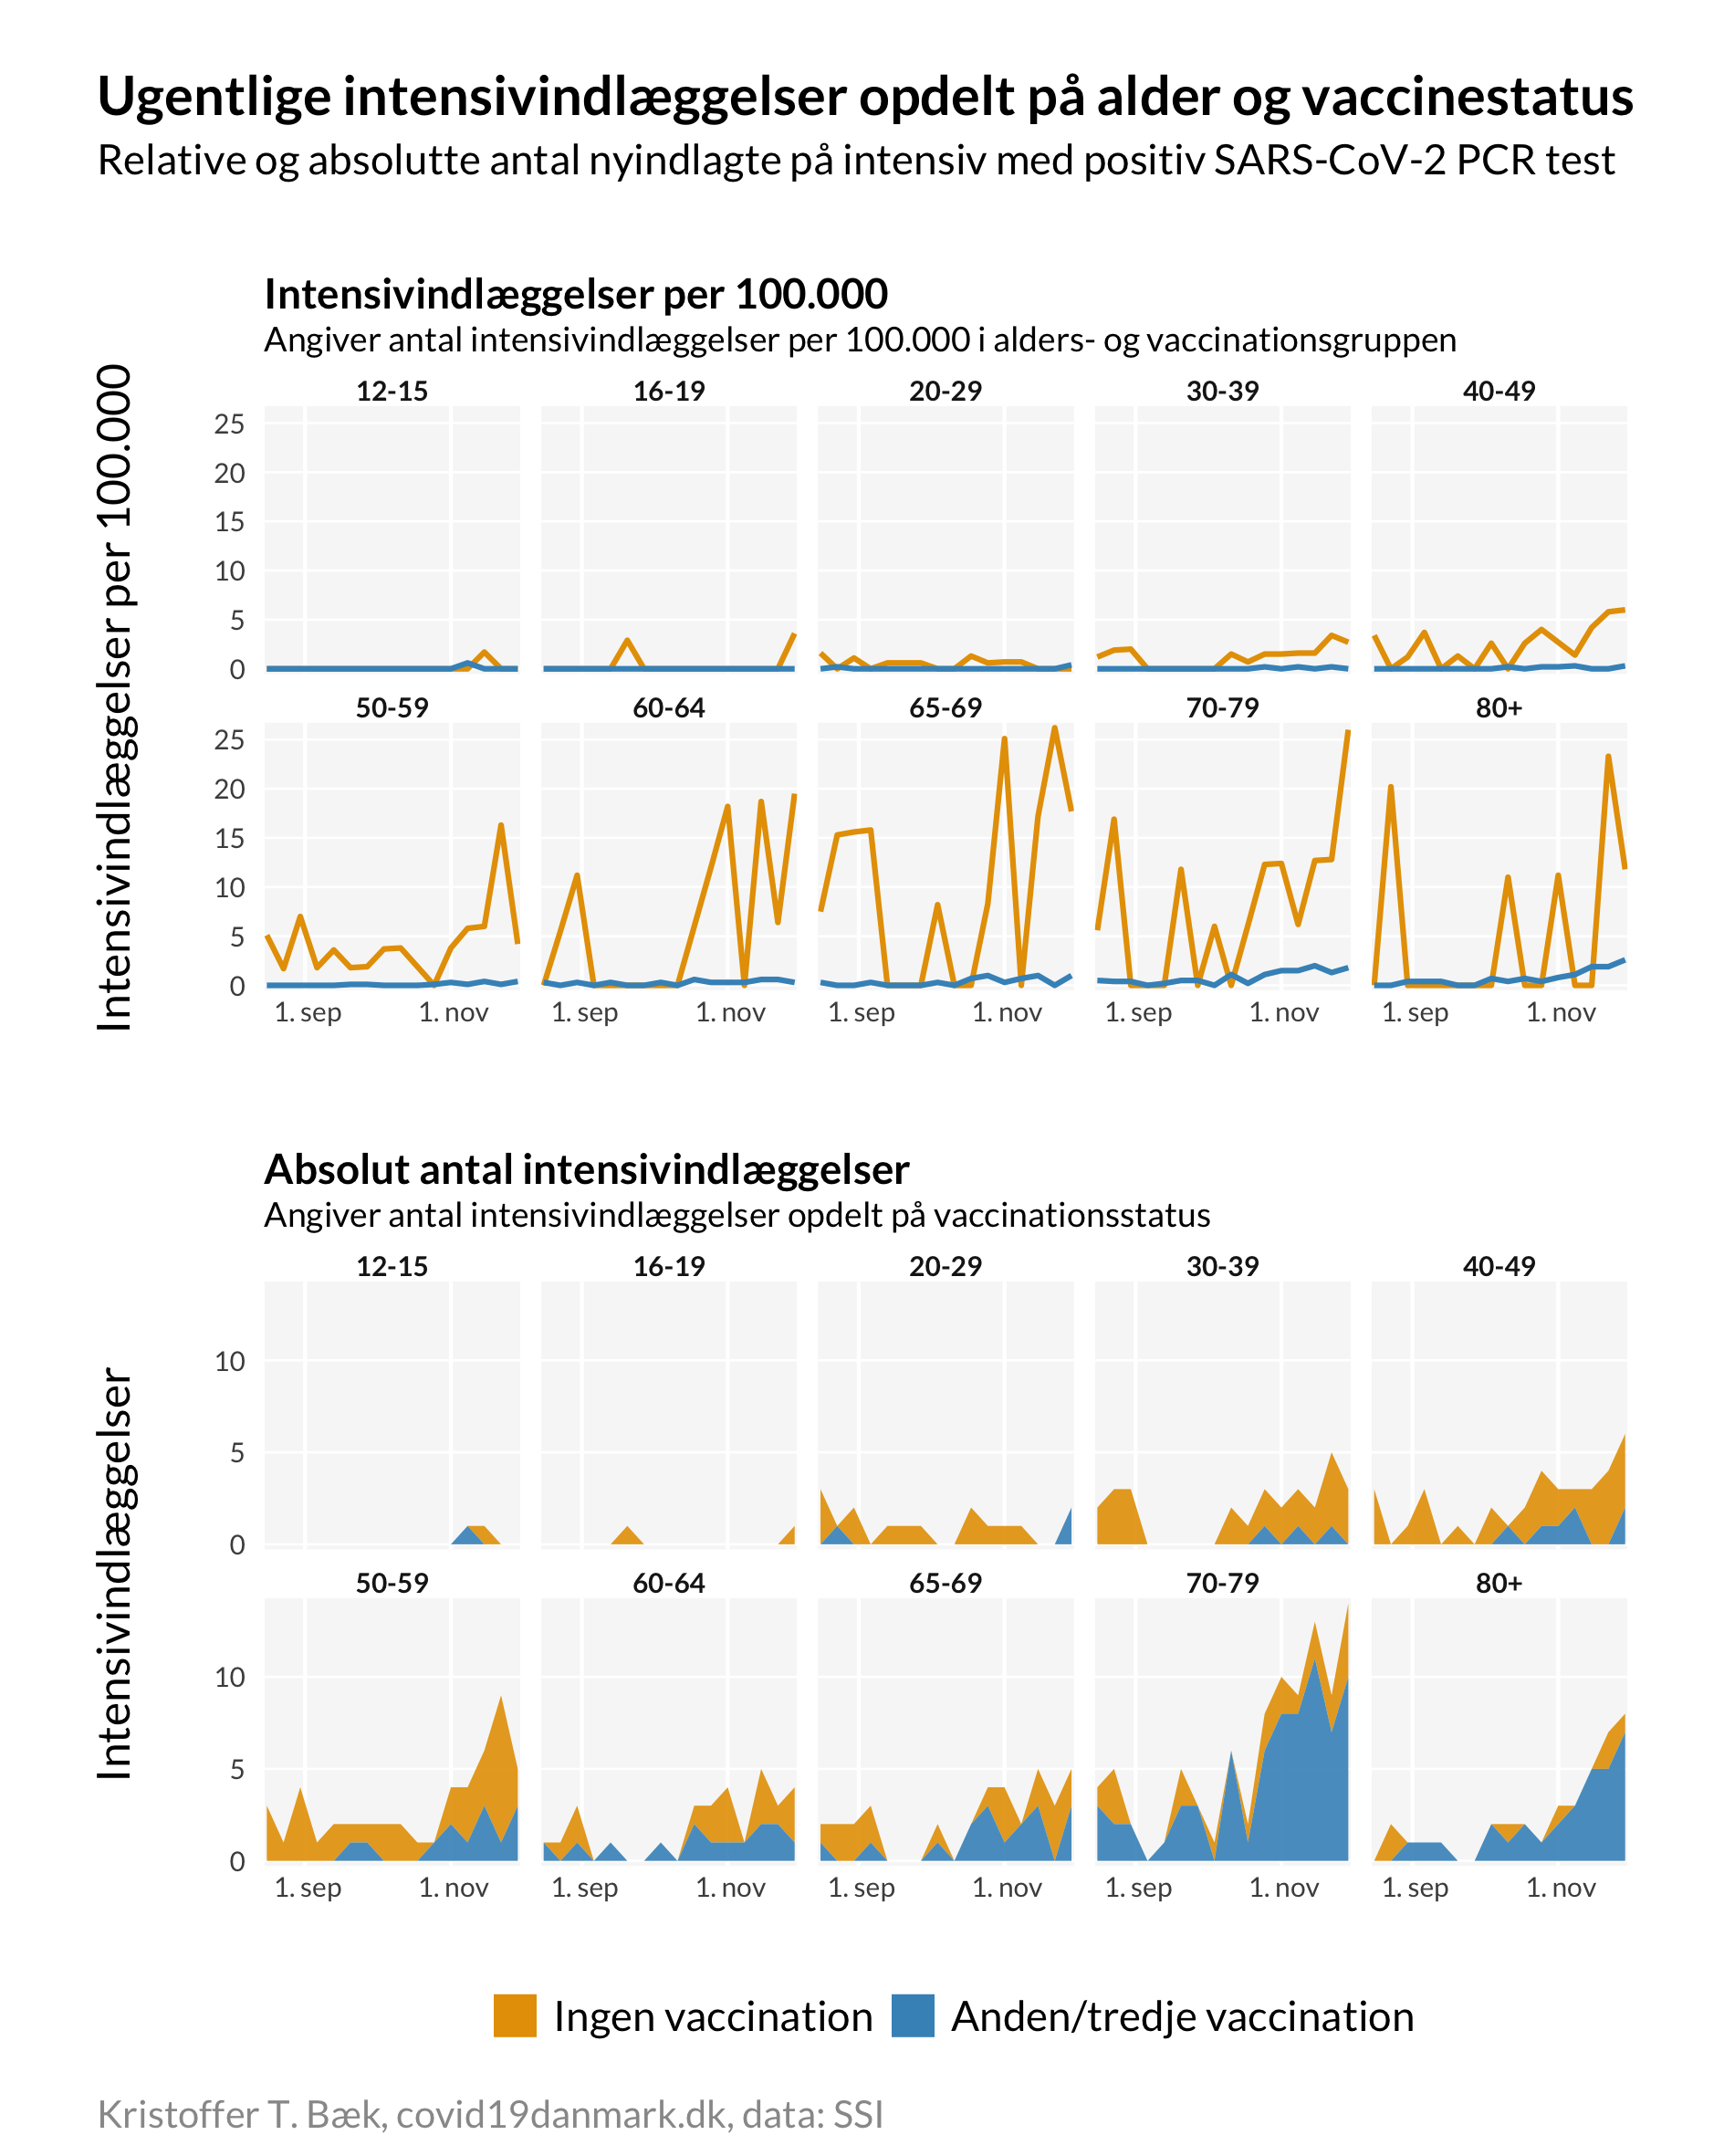 Ugentlige intensivindlæggelser opdelt på alder og vaccinestatus
Relative og absolutte antal nyindlagte på intensiv med positiv SARS-CoV-2 PCR test
Intensivindlæggelser per 100.000
Angiver antal intensivindlæggelser per 100.000 i alders- og vaccinationsgruppen
Intensivindlæggelser per 100.000
12-15 16-19 20-29 30-39 40-49
25
20
15
10
5
0
50-59 60-64 65-69 70-79 80+
25
20
15
10
5
0
1. sep 1. nov 1. sep 1. nov 1. sep 1. nov 1. sep 1. nov 1. sep 1. nov
Absolut antal intensivindlæggelser
Angiver antal intensivindlæggelser opdelt på vaccinationsstatus
Intensivindlæggelser
12-15 16-19 20-29 30-39 40-49
10
5
0
50-59 60-64 65-69 70-79 80+
10
5
0
1. sep 1. nov 1. sep 1. nov 1. sep 1. nov 1. sep 1. nov 1. sep 1. nov
Ingen vaccination Anden/tredje vaccination
Kristoffer T. Bæk, covid19danmark.dk, data: SSI